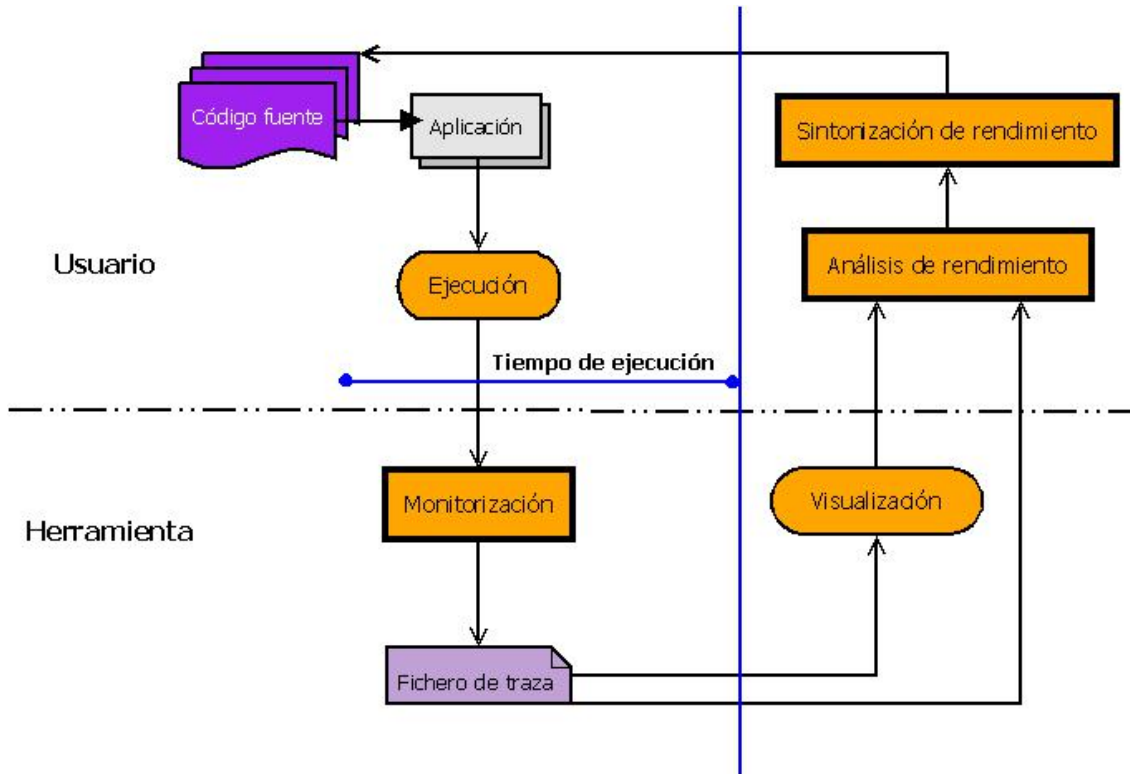 Código fuente
Aplicación
Sintonización de rendimiento
Usuario
Ejecución
Análisis de rendimiento
Tiempo de ejecución
Herramienta
Monitorización
Visualización
Fichero de traza